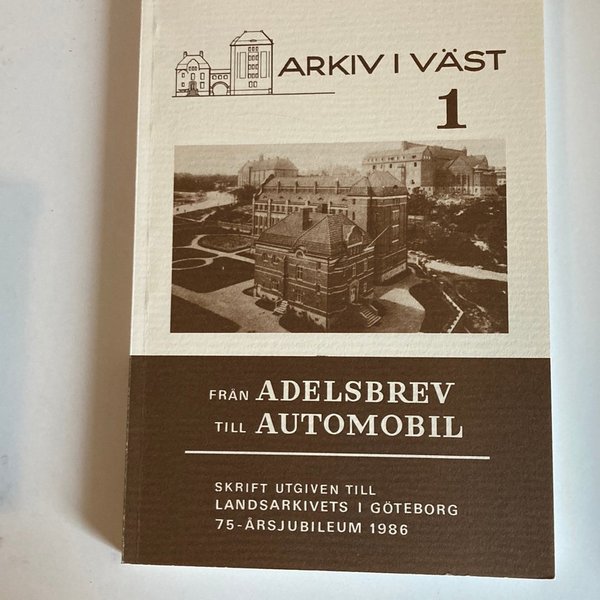 ARKIV I VÄST
1
FRÅN ADELSBREV
TILL AUTOMOBIL
SKRIFT UTGIVEN TILL
LANDSARKIVETS I GÖTEBORG
75-ÅRSJUBILEUM 1986